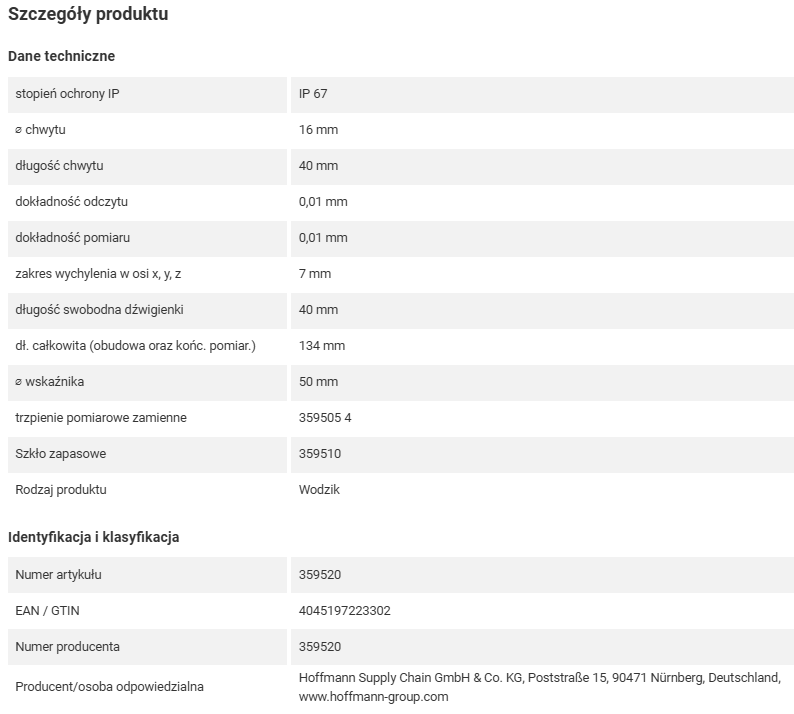 Szczegóły produktu
Dane techniczne
stopień ochrony IP IP 67
⌀ chwytu 16 mm
długość chwytu 40 mm
dokładność odczytu 0,01 mm
dokładność pomiaru 0,01 mm
zakres wychylenia w osi x, y, z 7 mm
długość swobodna dźwigienki 40 mm
dł. całkowita (obudowa oraz końc. pomiar.) 134 mm
⌀ wskaźnika 50 mm
trzpienie pomiarowe zamienne 359505 4
Szkło zapasowe 359510
Rodzaj produktu Wodzik
Identyfikacja i klasyfikacja
Numer artykułu 359520
EAN / GTIN 4045197223302
Numer producenta 359520
Producent/osoba odpowiedzialna Hoffmann Supply Chain GmbH & Co. KG, Poststraße 15, 90471 Nürnberg, Deutschland,
www.hoffmann-group.com